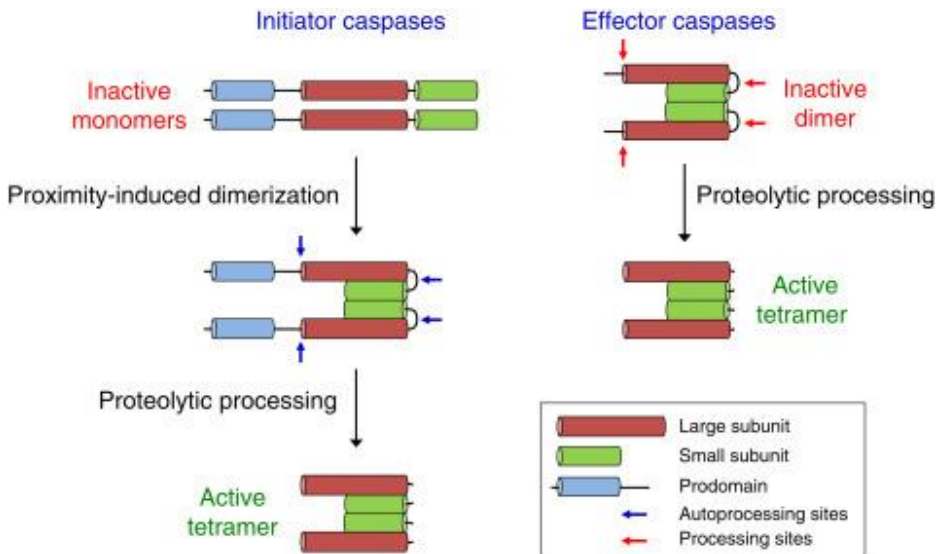 Initiator caspases
Effector caspases
Inactive
monomers
Inactive
dimer
Proximity-induced dimerization
Proteolytic processing
Active
tetramer
Proteolytic processing
Active
tetramer
Large subunit
Small subunit
Prodomain
Autoprocessing sites
Processing sites